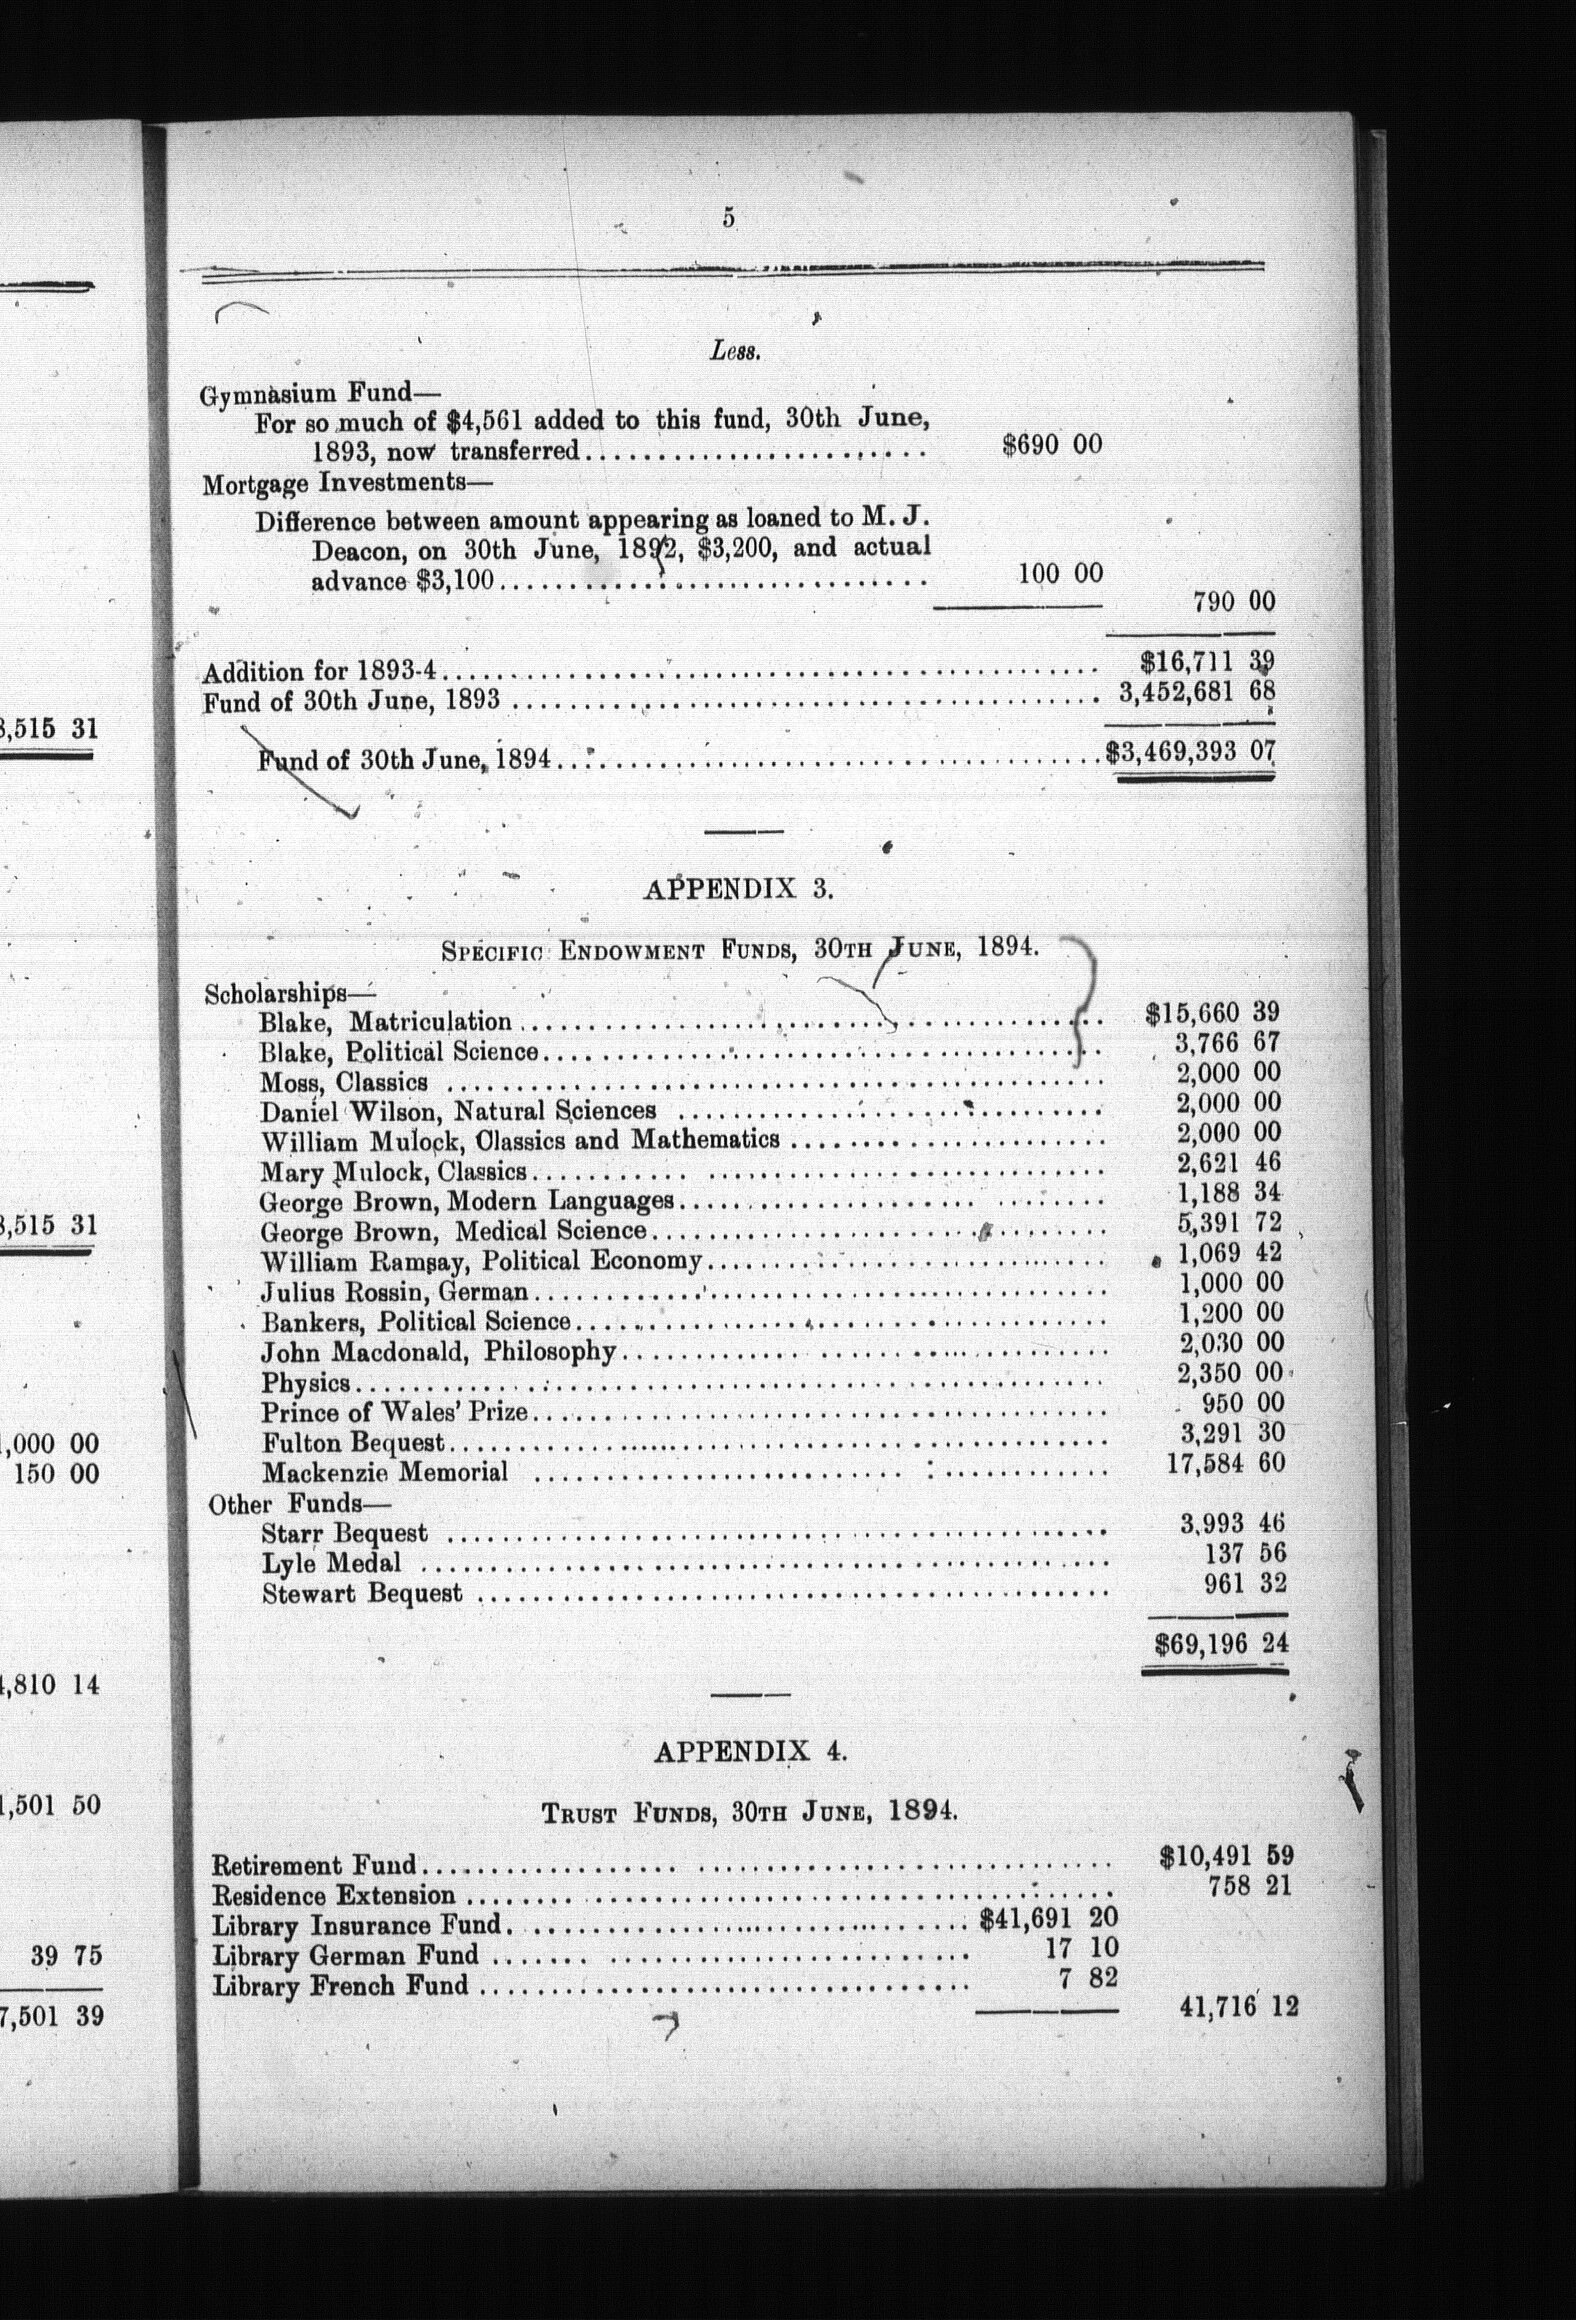 5
Less.
Gymnasium Fund—
For so much of $4,561 added to this fund, 30th June,
1893, now transferred........................ $690 00
Mortgage Investments—
Difference between amount appearing as loaned to M. J.
Deacon, on 30th June, 1892, $3,200, and actual
advance $3,100.............................. 100 00
790 00
Addition for 1893-4.............................................. $16,711 39
Fund of 30th June, 1893 ......................................... 3,452,681 68
Fund of 30th June, 1894...................................... $3,469,393 07
APPENDIX 3.
SPECIFIC ENDOWMENT FUNDS, 30TH JUNE, 1894.
Scholarships—
Blake, Matriculation......................................... $15,660 39
Blake, Political Science....................................... 3,766 67
Moss, Classics .............................................. 2,000 00
Daniel Wilson, Natural Sciences .............................. 2,000 00
William Mulock, Classics and Mathematics ...................... 2,000 00
Mary Mulock, Classics........................................ 2,621 46
George Brown, Modern Languages.............................. 1,188 34
George Brown, Medical Science................................ 5,391 72
William Ramsay, Political Economy............................ 1,069 42
Julius Rossin, German........................................ 1,000 00
Bankers, Political Science..................................... 1,200 00
John Macdonald, Philosophy.................................. 2,030 00
Physics..................................................... 2,350 00
Prince of Wales' Prize........................................ 950 00
Fulton Bequest.............................................. 3,291 30
Mackenzie Memorial ........................................ 17,584 60
Other Funds—
Starr Bequest .............................................. 3,993 46
Lyle Medal ................................................ 137 56
Stewart Bequest ............................................ 961 32
$69,196 24
APPENDIX 4.
TRUST FUNDS, 30TH JUNE, 1894.
Retirement Fund................................................ $10,491 59
Residence Extension ............................................ 758 21
Library Insurance Fund.................................. $41,691 20
Library German Fund .................................. 17 10
Library French Fund ................................... 7 82
41,716 12
,515 31
,515 31
,000 00
150 00
,810 14
,501 50
39 75
7,501 39